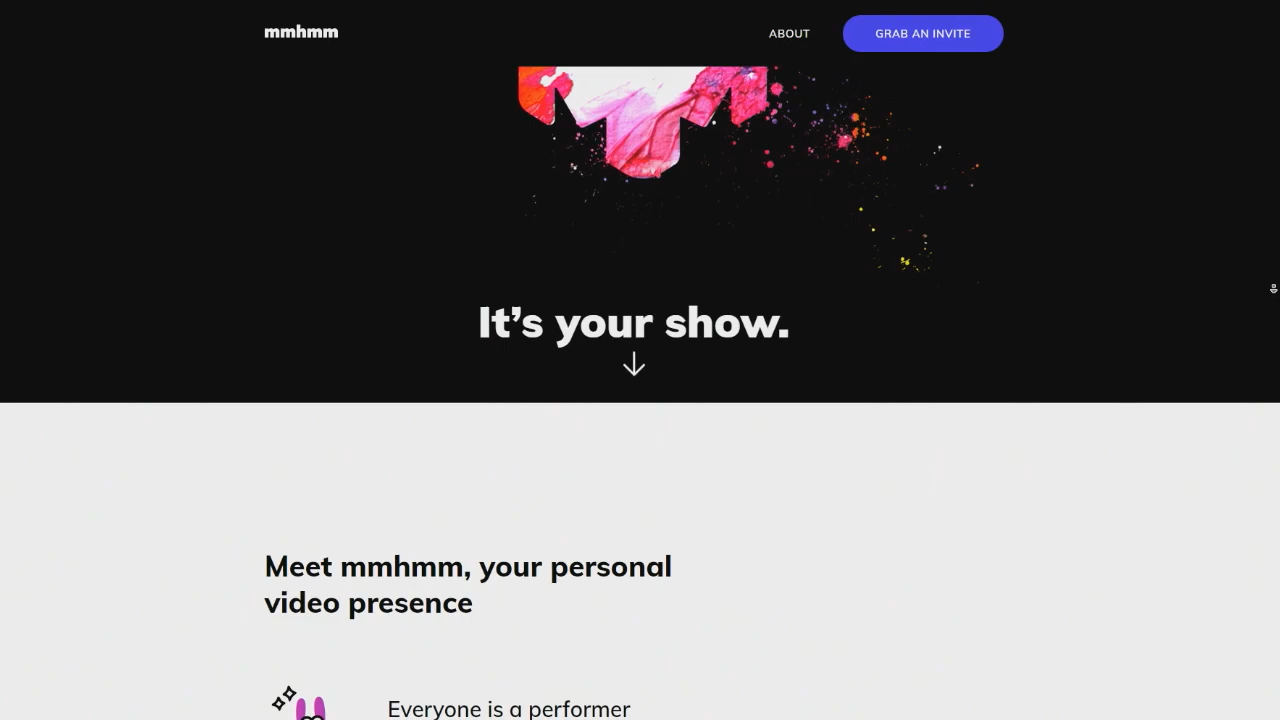 mmhmm
ABOUT
GRAB AN INVITE
It’s your show.
Meet mmhmm, your personal
video presence
Everyone is a performer